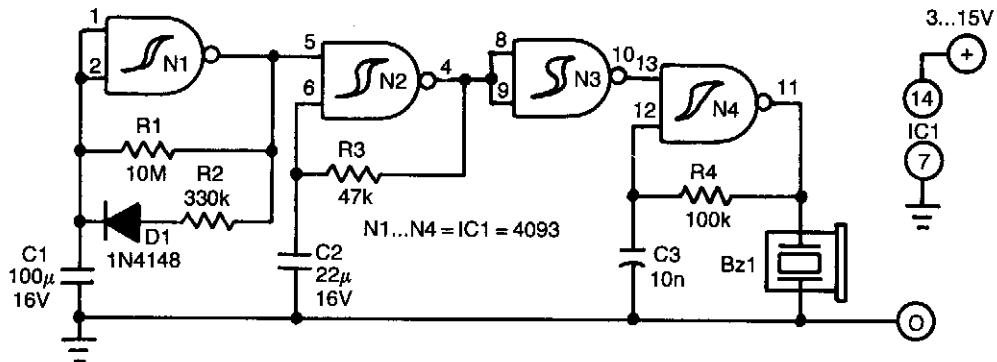 3...15V
+
1
2
N1
5
6
N2
4
8
9
N3
10
13
12
N4
11
14
IC1
7
R1
10M
R2
330k
D1
1N4148
R3
47k
R4
100k
N1...N4 = IC1 = 4093
C1
100μ
16V
C2
22μ
16V
C3
10n
Bz1
O